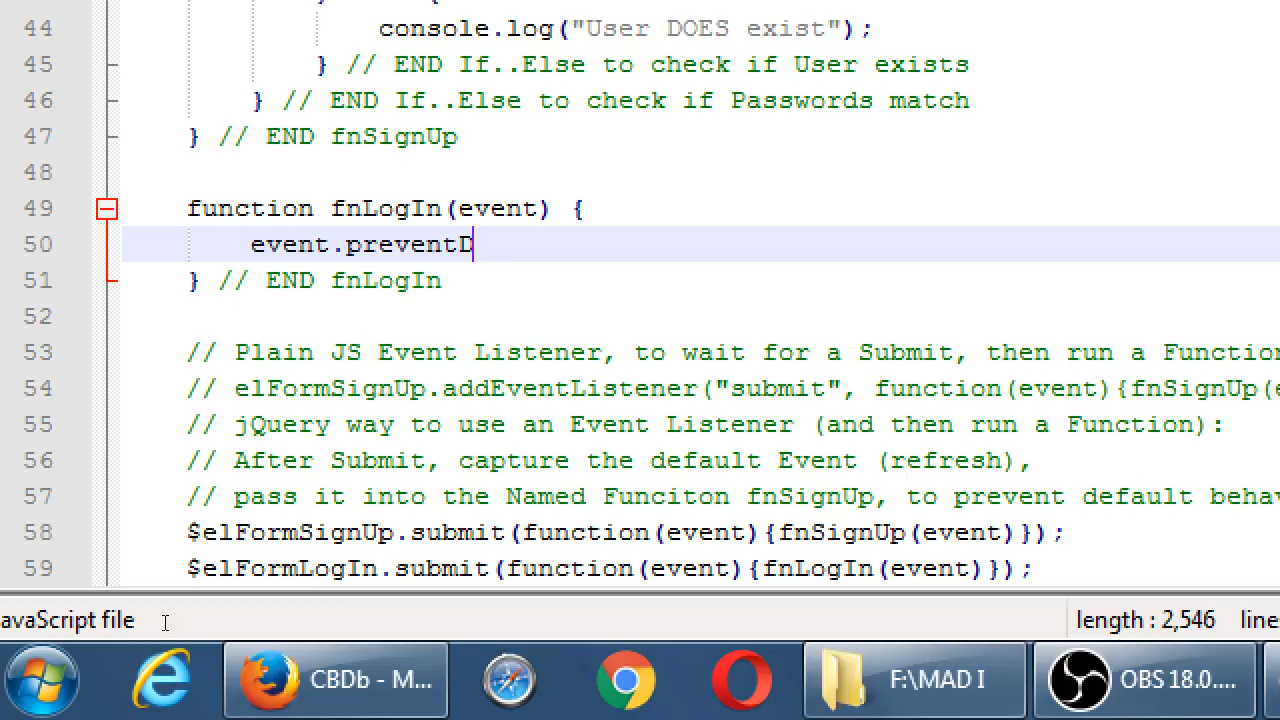 44 console.log("User DOES exist");
45 } // END If..Else to check if User exists
46 } // END If..Else to check if Passwords match
47 } // END fnSignUp
48
49 function fnLogIn(event) {
50 event.preventD
51 } // END fnLogIn
52
53 // Plain JS Event Listener, to wait for a Submit, then run a Function
54 // elFormSignUp.addEventListener("submit", function(event){fnSignUp(e
55 // jQuery way to use an Event Listener (and then run a Function):
56 // After Submit, capture the default Event (refresh),
57 // pass it into the Named Funciton fnSignUp, to prevent default behav
58 $elFormSignUp.submit(function(event){fnSignUp(event)});
59 $elFormLogIn.submit(function(event){fnLogIn(event)});
avaScript file length : 2,546 line
CBDb - M... F:\MAD I OBS 18.0....